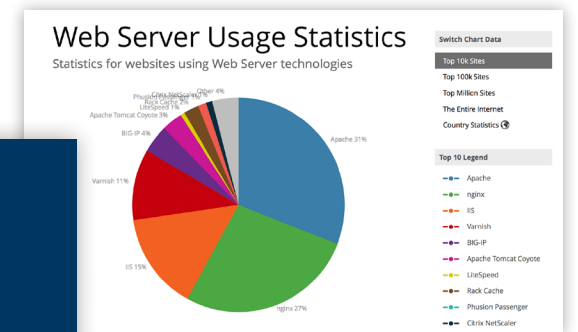 Web Server Usage Statistics
Statistics for websites using Web Server technologies
Other 4%
Citrix NetScaler 1%
Phusion Passenger 1%
Rack Cache 2%
LiteSpeed 1%
Apache Tomcat Coyote 3%
BIG-IP 4%
Varnish 11%
IIS 15%
nginx 27%
Apache 31%
Switch Chart Data
Top 10k Sites
Top 100k Sites
Top Million Sites
The Entire Internet
Country Statistics
Top 10 Legend
Apache
nginx
IIS
Varnish
BIG-IP
Apache Tomcat Coyote
LiteSpeed
Rack Cache
Phusion Passenger
Citrix NetScaler